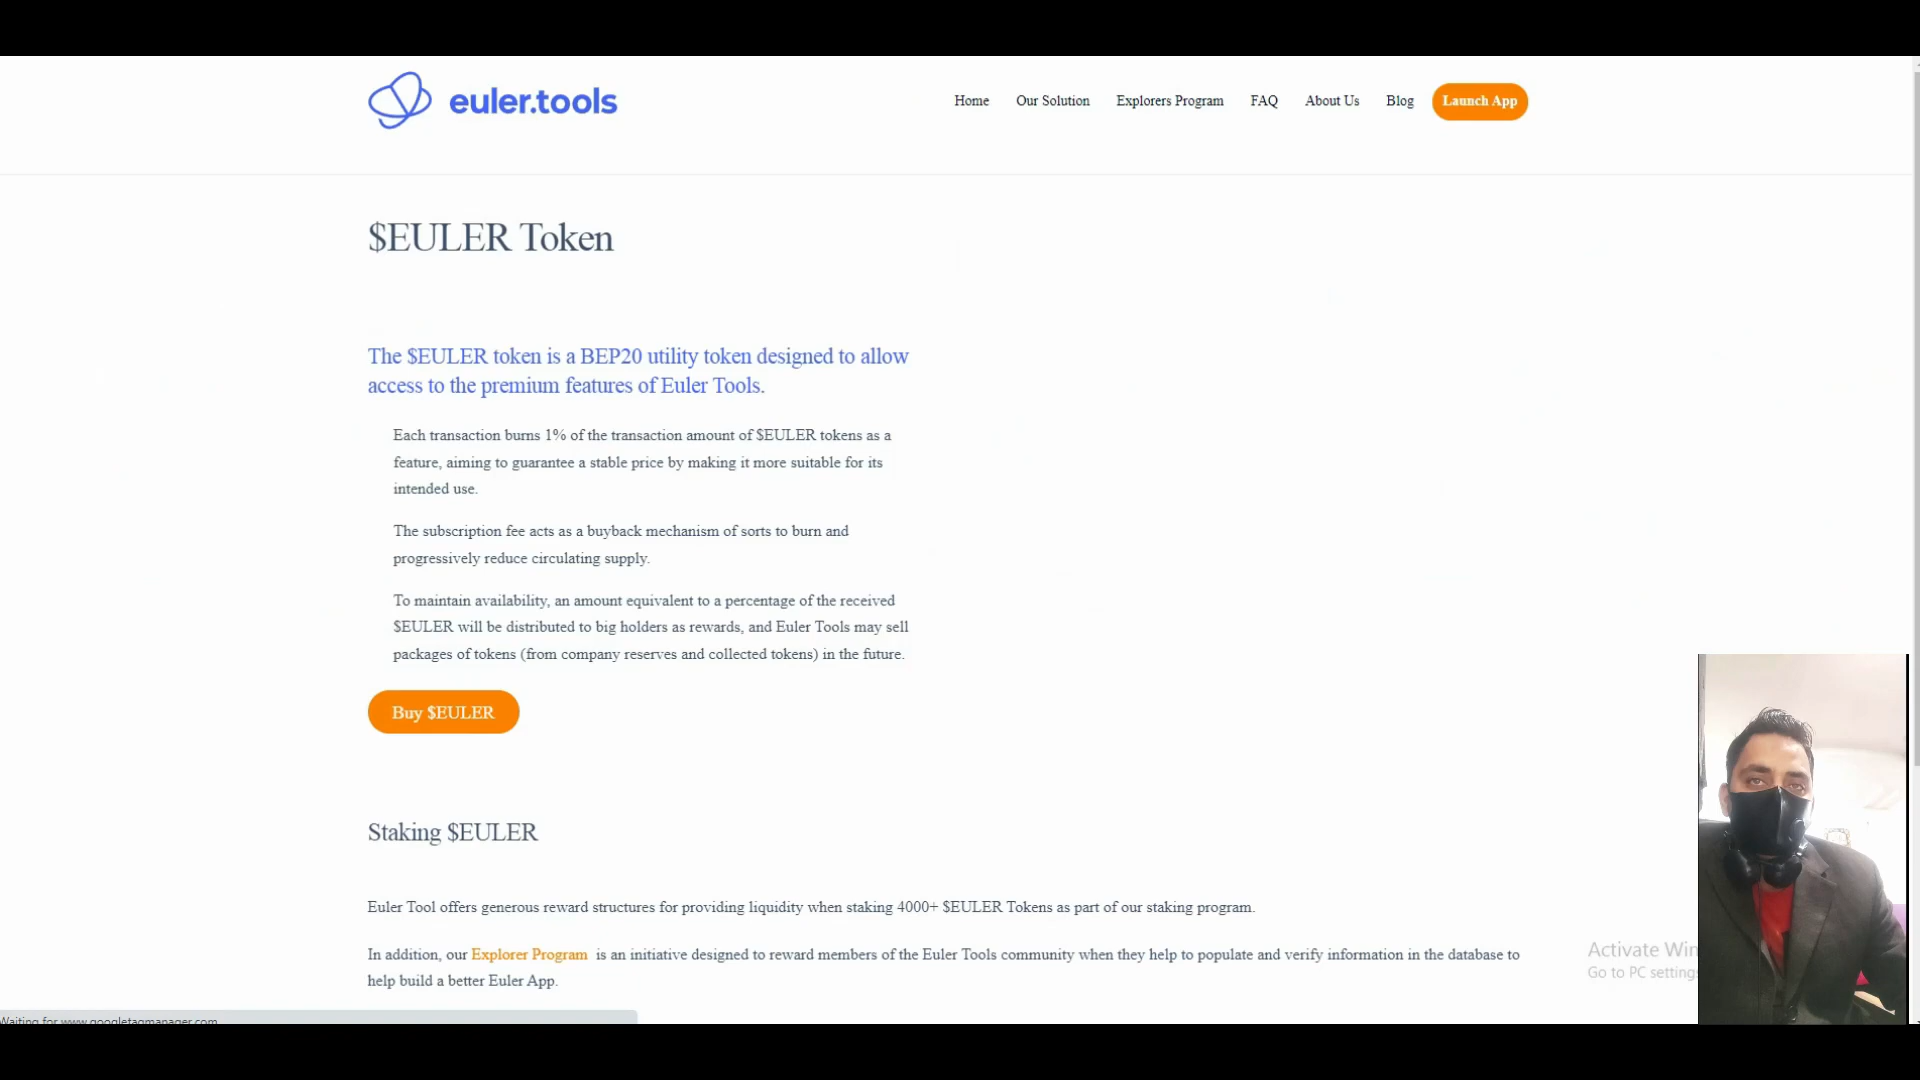 euler.tools
Home Our Solution Explorers Program FAQ About Us Blog Launch App
$EULER Token
The $EULER token is a BEP20 utility token designed to allow
access to the premium features of Euler Tools.
Each transaction burns 1% of the transaction amount of $EULER tokens as a
feature, aiming to guarantee a stable price by making it more suitable for its
intended use.
The subscription fee acts as a buyback mechanism of sorts to burn and
progressively reduce circulating supply.
To maintain availability, an amount equivalent to a percentage of the received
$EULER will be distributed to big holders as rewards, and Euler Tools may sell
packages of tokens (from company reserves and collected tokens) in the future.
Buy $EULER
Staking $EULER
Euler Tool offers generous reward structures for providing liquidity when staking 4000+ $EULER Tokens as part of our staking program.
In addition, our Explorer Program is an initiative designed to reward members of the Euler Tools community when they help to populate and verify information in the database to
help build a better Euler App.
Activate Win
Go to PC settings
Waiting for www.googletagmanager.com